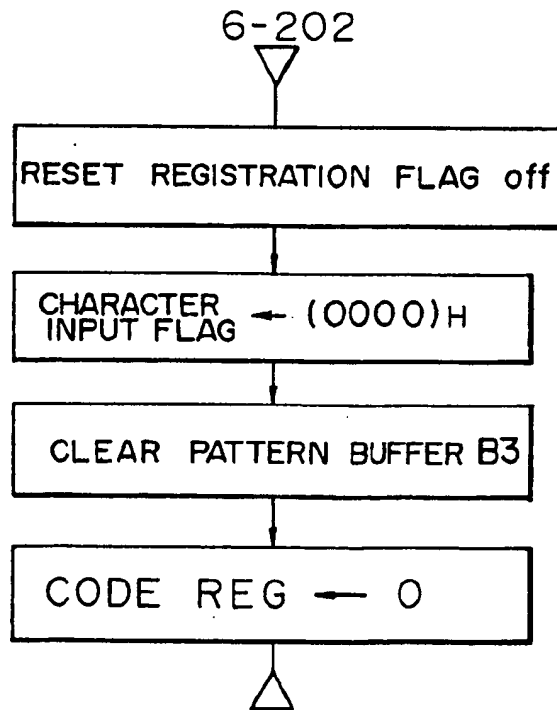 6-202
RESET REGISTRATION FLAG off
CHARACTER
INPUT FLAG ← (0000)H
CLEAR PATTERN BUFFER B3
CODE REG ← 0